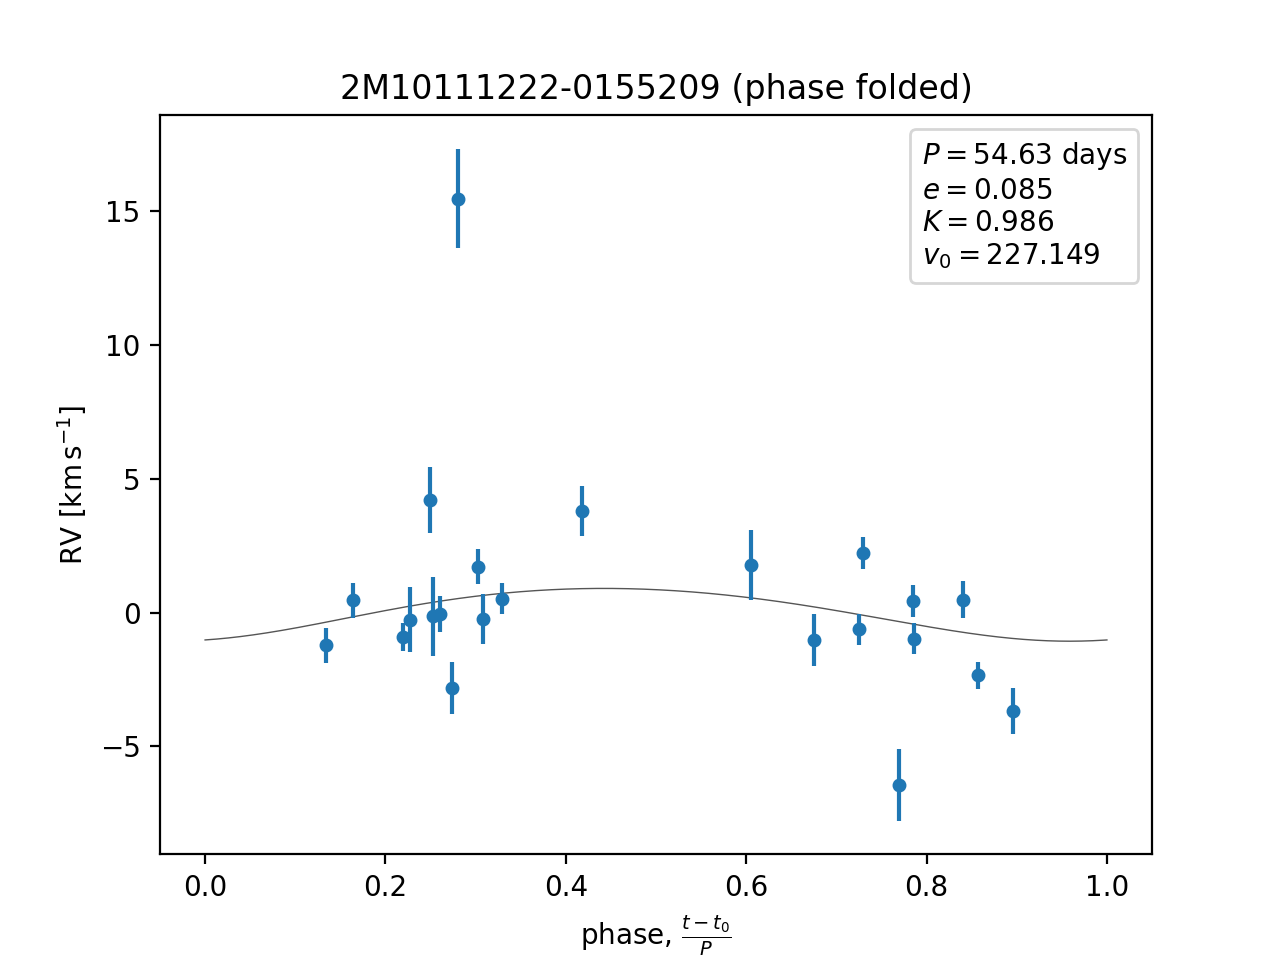 2M10111222-0155209 (phase folded)
P = 54.63 days
e = 0.085
K = 0.986
v₀ = 227.149
15
10
5
0
−5
RV [km s⁻¹]
0.0 0.2 0.4 0.6 0.8 1.0
phase, (t − t₀)/P